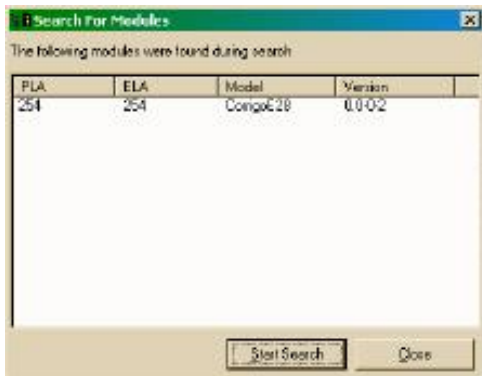 Search For Modules
The following modules were found during search
PLA ELA Model Version
254 254 CorrigoE28 0.0-0-2
Start Search Close